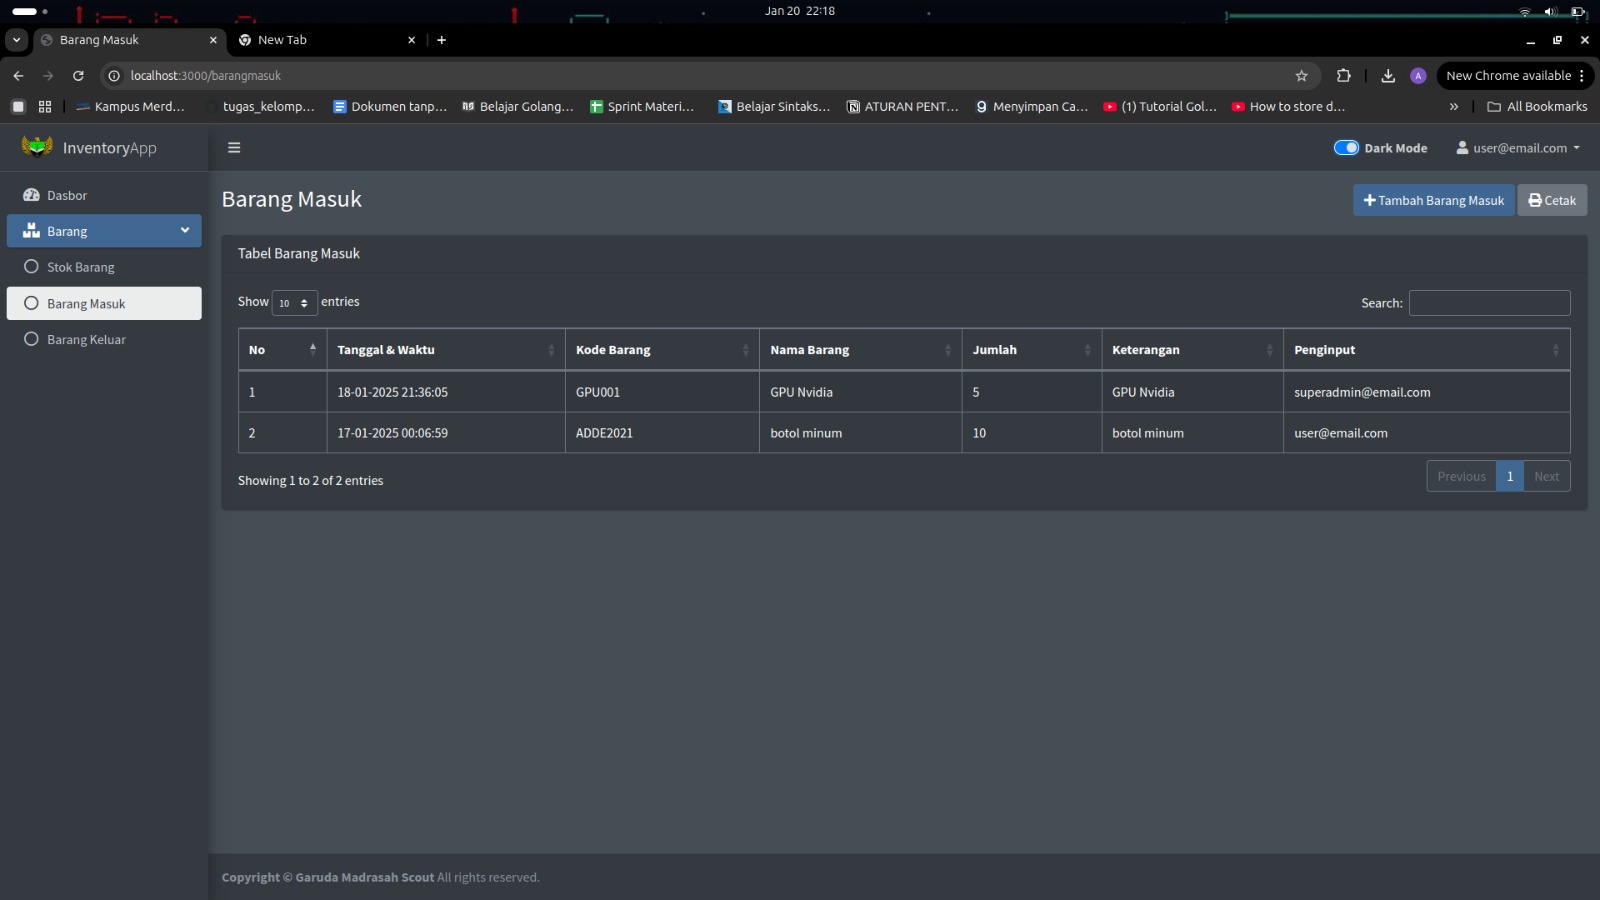 Jan 20 22:18
Barang Masuk
New Tab
localhost:3000/barangmasuk
New Chrome available
Kampus Merd...
tugas_kelomp...
Dokumen tanp...
Belajar Golang...
Sprint Materi...
Belajar Sintaks...
ATURAN PENT...
Menyimpan Ca...
(1) Tutorial Gol...
How to store d...
All Bookmarks
InventoryApp
Dark Mode
user@email.com
Dasbor
Barang
Stok Barang
Barang Masuk
Barang Keluar
Barang Masuk
Tambah Barang Masuk
Cetak
Tabel Barang Masuk
Show 10 entries
Search:
No Tanggal & Waktu Kode Barang Nama Barang Jumlah Keterangan Penginput
1 18-01-2025 21:36:05 GPU001 GPU Nvidia 5 GPU Nvidia superadmin@email.com
2 17-01-2025 00:06:59 ADDE2021 botol minum 10 botol minum user@email.com
Showing 1 to 2 of 2 entries
Previous 1 Next
Copyright © Garuda Madrasah Scout All rights reserved.